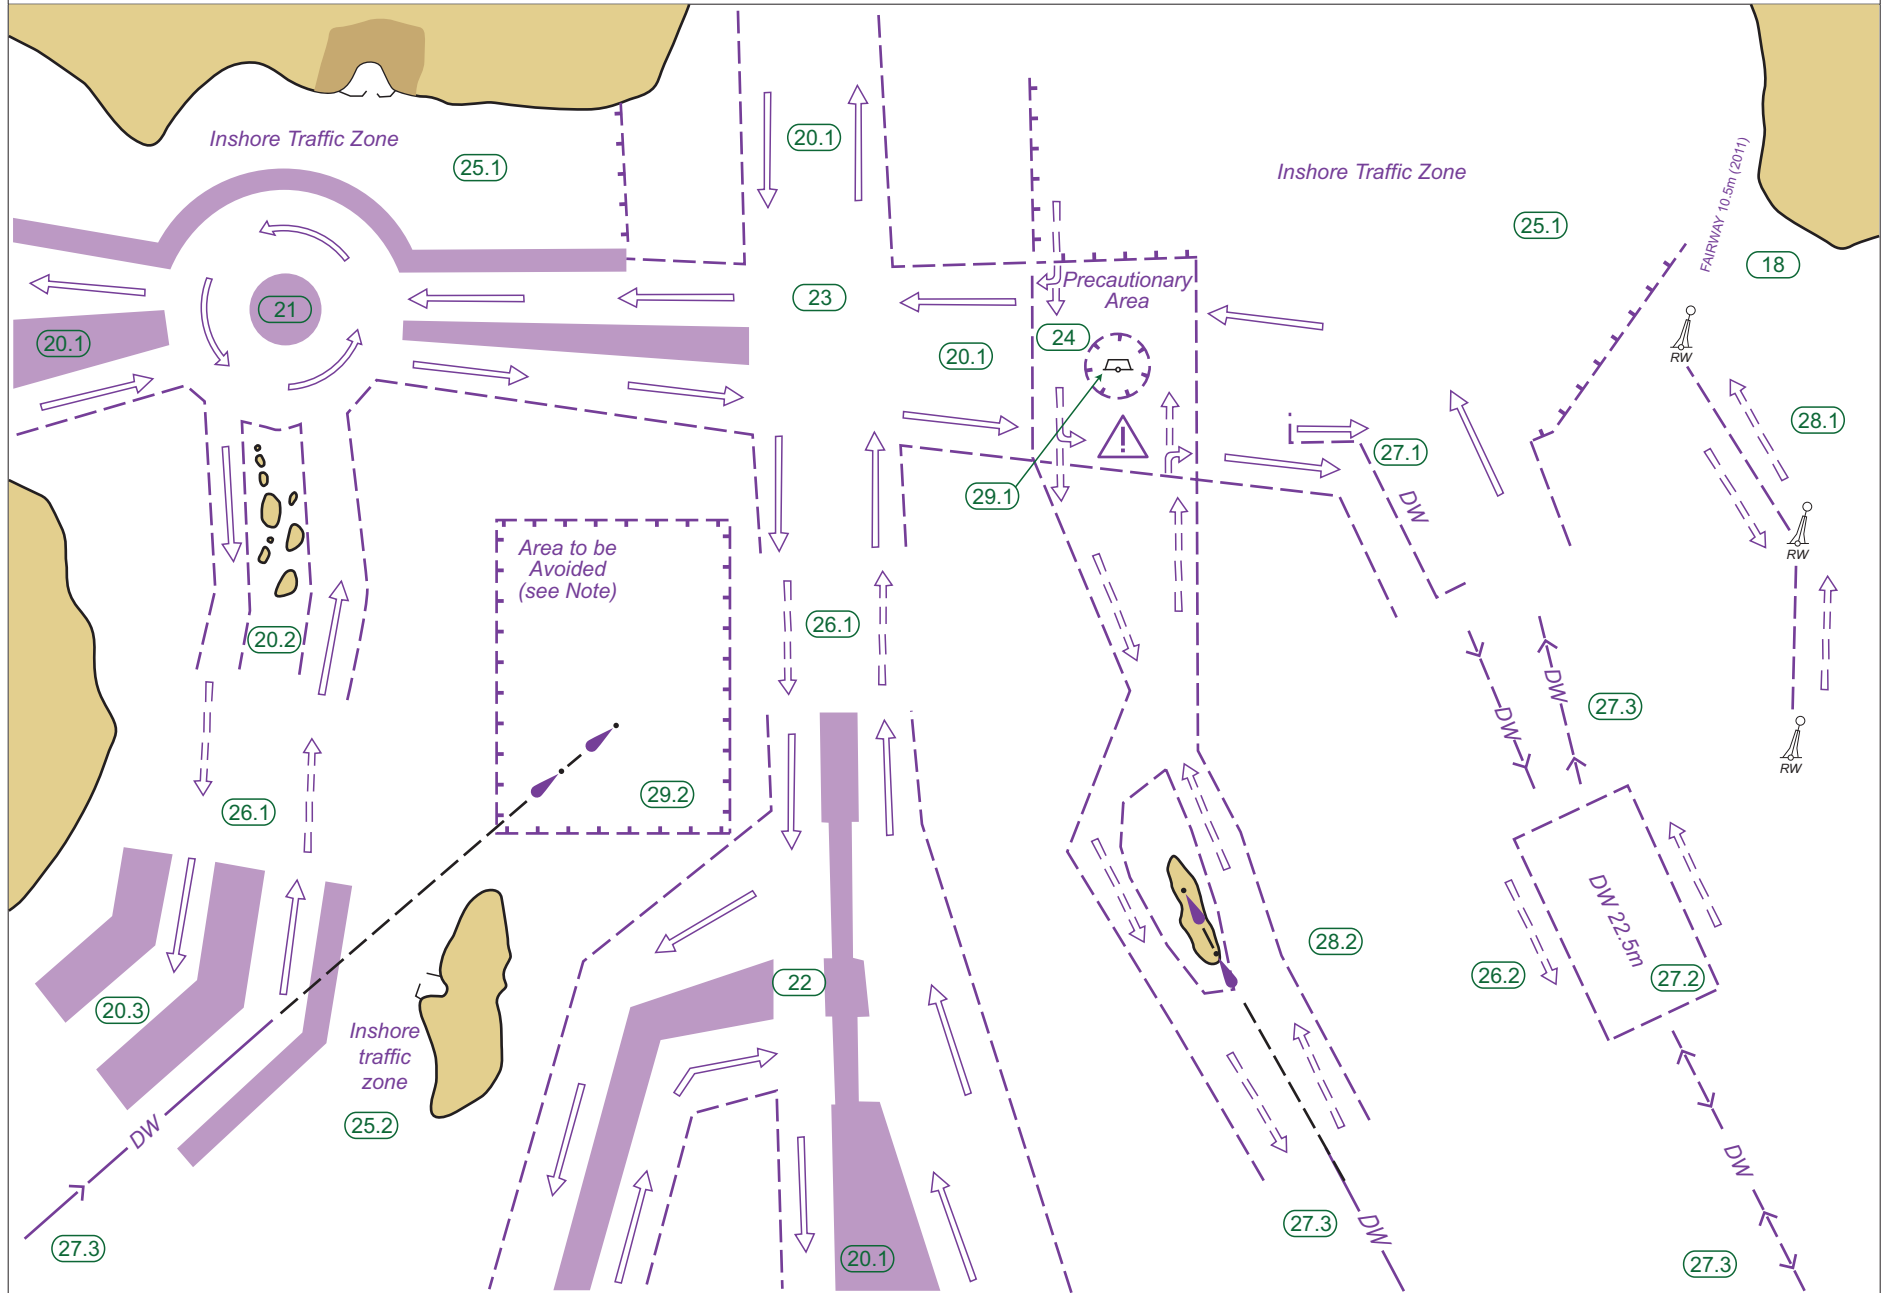 Inshore Traffic Zone
25.1
20.1
Inshore Traffic Zone
25.1
FAIRWAY 10.5m (2011)
18
21
23
Precautionary
Area
20.1
24
20.1
RW
28.1
27.1
29.1
DW
RW
Area to be
Avoided
(see Note)
26.1
20.2
DW
DW
27.3
RW
29.2
26.1
DW 22.5m
28.2
26.2
27.2
22
20.3
Inshore
traffic
zone
25.2
DW
DW
27.3
DW
27.3
20.1
27.3